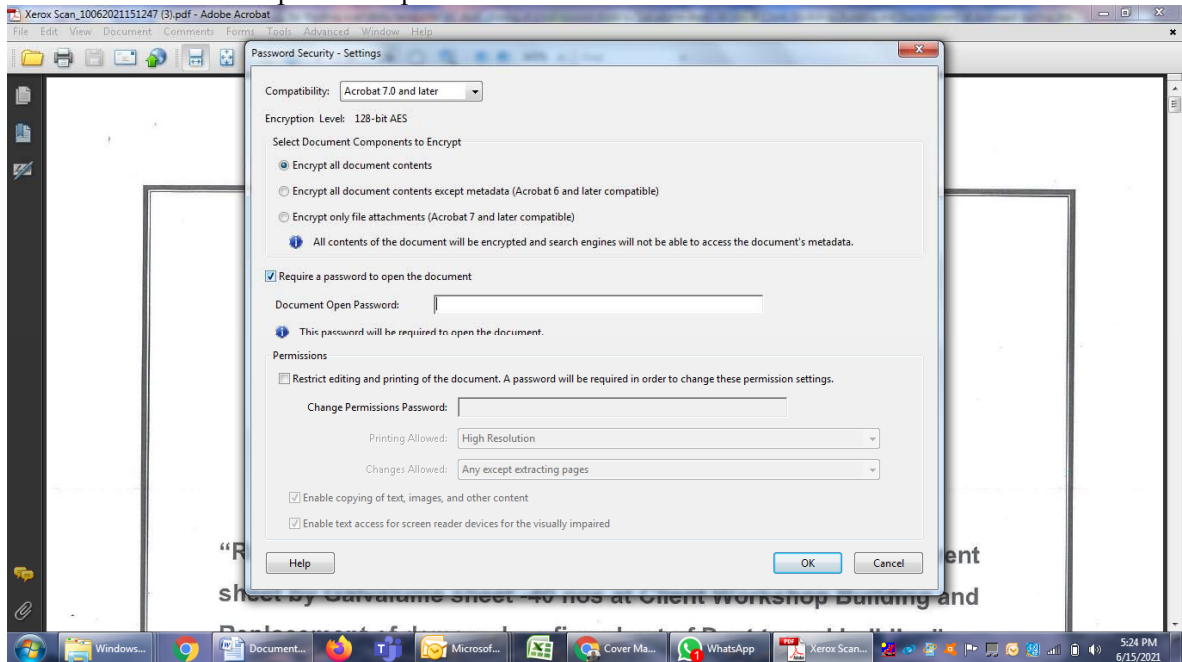 Xerox Scan_10062021151247 (3).pdf - Adobe Acrobat
File Edit View Document Comments Forms Tools Advanced Window Help
Password Security - Settings
Compatibility: Acrobat 7.0 and later
Encryption Level: 128-bit AES
Select Document Components to Encrypt
Encrypt all document contents
Encrypt all document contents except metadata (Acrobat 6 and later compatible)
Encrypt only file attachments (Acrobat 7 and later compatible)
All contents of the document will be encrypted and search engines will not be able to access the document's metadata.
Require a password to open the document
Document Open Password:
This password will be required to open the document.
Permissions
Restrict editing and printing of the document. A password will be required in order to change these permission settings.
Change Permissions Password:
Printing Allowed: High Resolution
Changes Allowed: Any except extracting pages
Enable copying of text, images, and other content
Enable text access for screen reader devices for the visually impaired
Help OK Cancel
“R ent
sheet by Galvalume sheet -40 nos at Client Workshop Building and
Windows... Document... Microsof... Cover Ma... WhatsApp Xerox Scan... 5:24 PM
6/15/2021